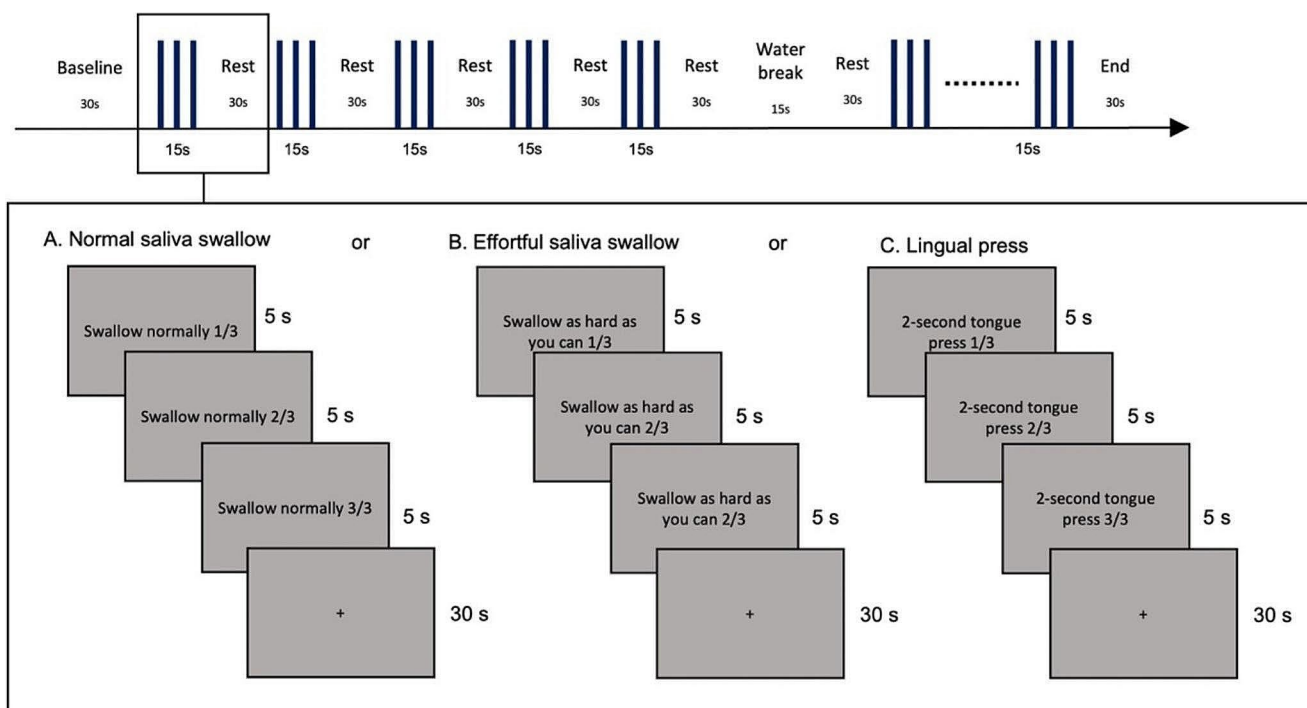 Baseline
30s
Rest
30s
Rest
30s
Rest
30s
Rest
30s
Rest
30s
Water
break
15s
Rest
30s
End
30s
15s
15s
15s
15s
15s
15s
A. Normal saliva swallow
or
B. Effortful saliva swallow
or
C. Lingual press
Swallow normally 1/3
5 s
Swallow normally 2/3
5 s
Swallow normally 3/3
5 s
+
30 s
Swallow as hard as
you can 1/3
5 s
Swallow as hard as
you can 2/3
5 s
Swallow as hard as
you can 2/3
5 s
+
30 s
2-second tongue
press 1/3
5 s
2-second tongue
press 2/3
5 s
2-second tongue
press 3/3
5 s
+
30 s